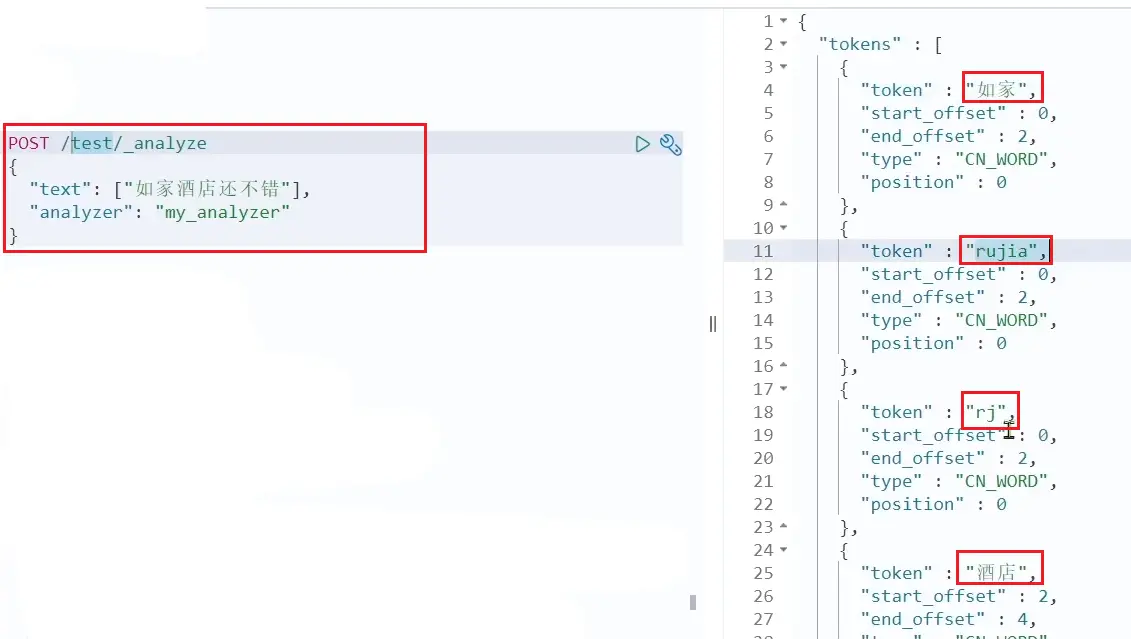 POST /test/_analyze
{
  "text": ["如家酒店还不错"],
  "analyzer": "my_analyzer"
}
1 {
2 "tokens" : [
3 {
4 "token" : "如家",
5 "start_offset" : 0,
6 "end_offset" : 2,
7 "type" : "CN_WORD",
8 "position" : 0
9 },
10 {
11 "token" : "rujia",
12 "start_offset" : 0,
13 "end_offset" : 2,
14 "type" : "CN_WORD",
15 "position" : 0
16 },
17 {
18 "token" : "rj",
19 "start_offset" : 0,
20 "end_offset" : 2,
21 "type" : "CN_WORD",
22 "position" : 0
23 },
24 {
25 "token" : "酒店",
26 "start_offset" : 2,
27 "end_offset" : 4,